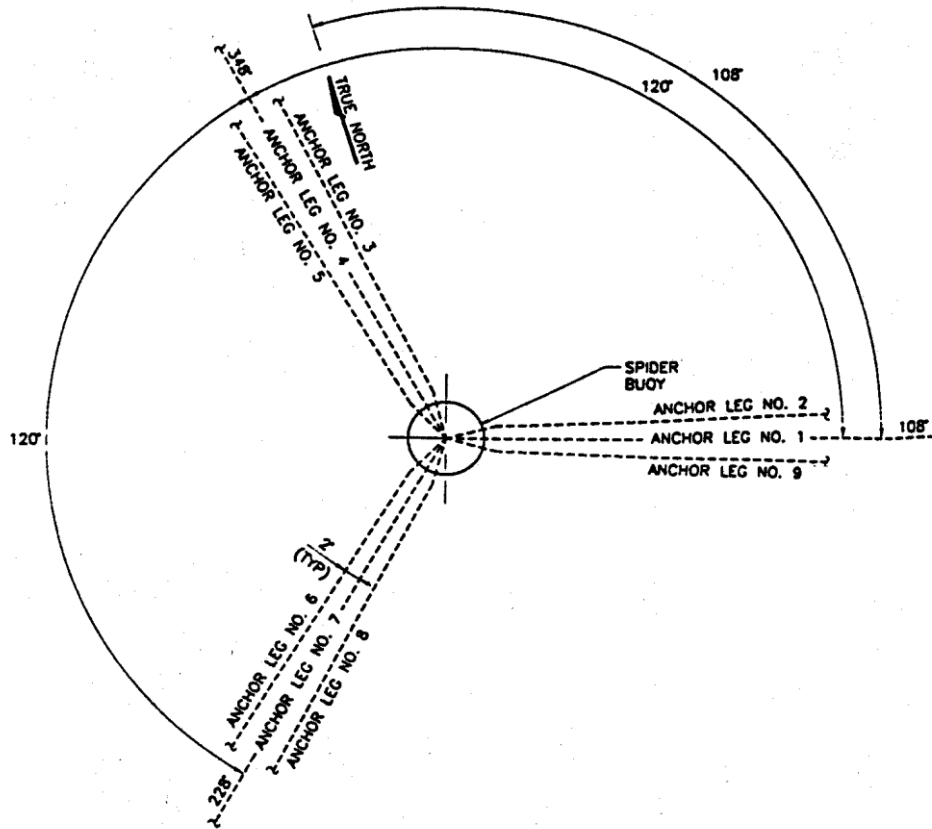 348°
TRUE NORTH
108°
120°
ANCHOR LEG NO. 3
ANCHOR LEG NO. 4
ANCHOR LEG NO. 5
SPIDER
BUOY
ANCHOR LEG NO. 2
120°
ANCHOR LEG NO. 1
108°
ANCHOR LEG NO. 9
2°
(TYP)
ANCHOR LEG NO. 6
ANCHOR LEG NO. 7
ANCHOR LEG NO. 8
228°